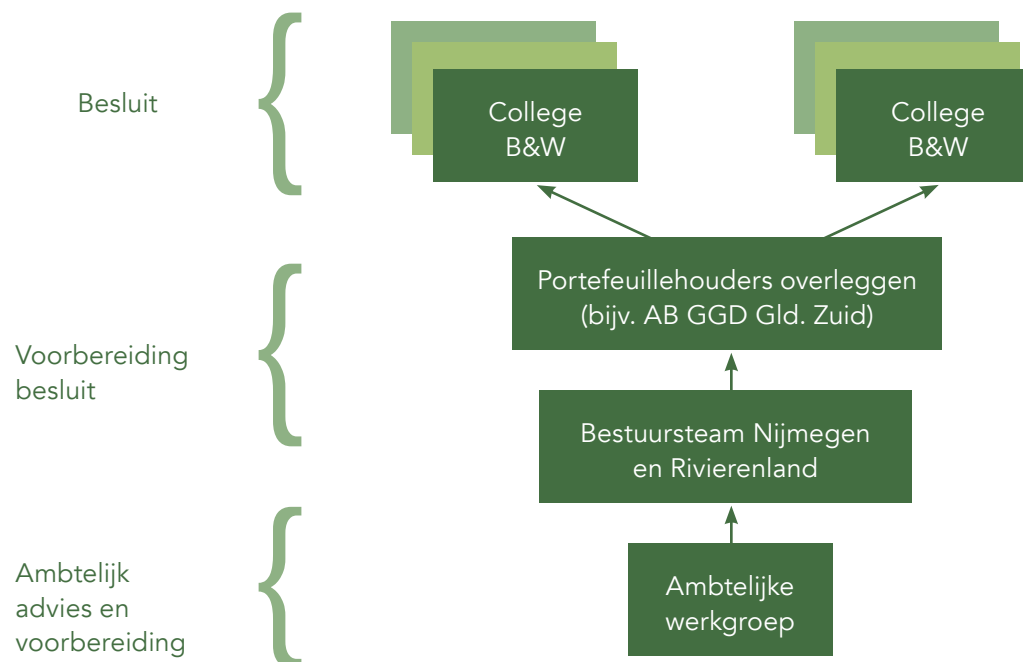 Besluit
College
B&W
College
B&W
Voorbereiding
besluit
Portefeuillehouders overleggen
(bijv. AB GGD Gld. Zuid)
Bestuursteam Nijmegen
en Rivierenland
Ambtelijk
advies en
voorbereiding
Ambtelijke
werkgroep